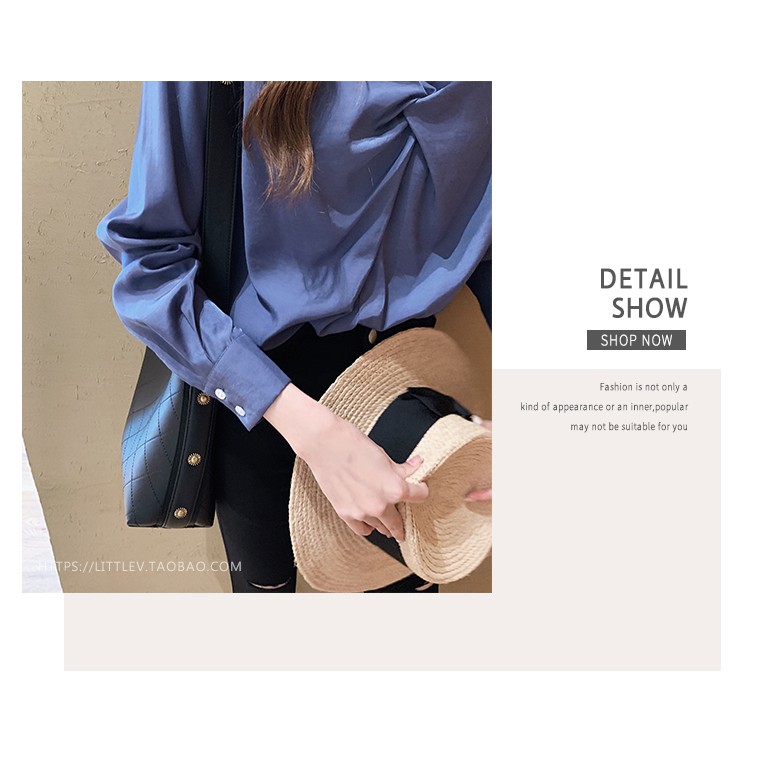 DETAIL
SHOW
SHOP NOW
Fashion is not only a
kind of appearance or an inner,popular
may not be suitable for you
HTTPS://LITTLEV.TAOBAO.COM